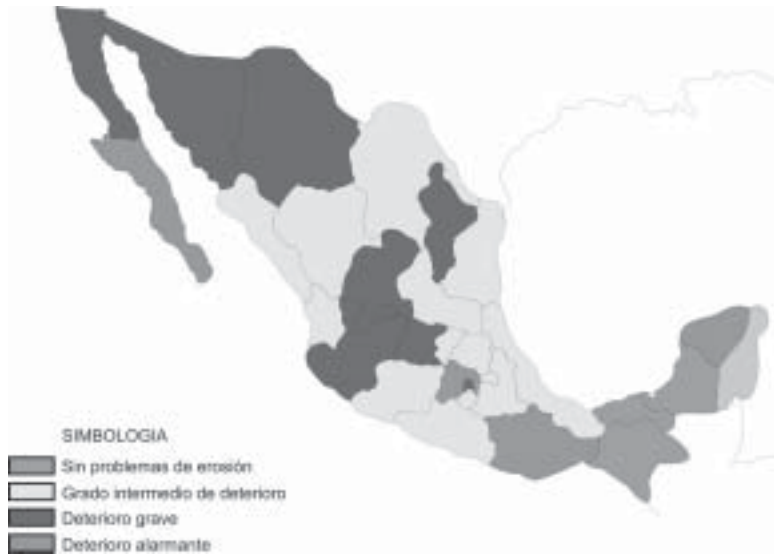 SIMBOLOGIA
Sin problemas de erosión
Grado intermedio de deterioro
Deterioro grave
Deterioro alarmante